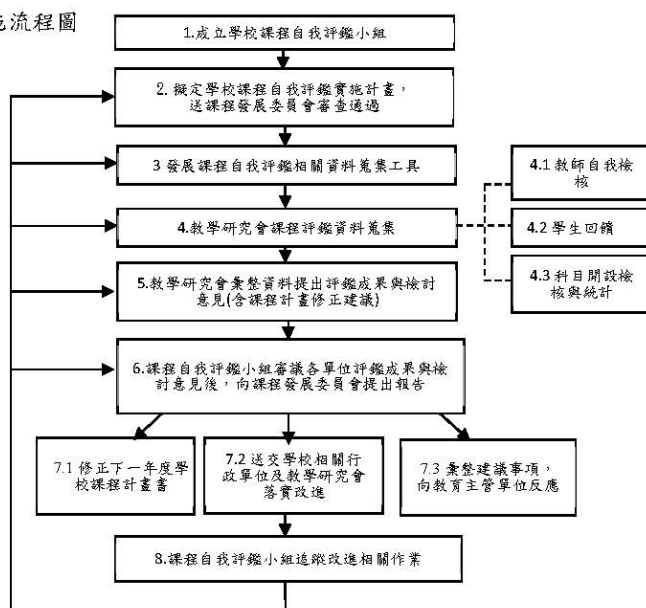 流程圖
1.成立學校課程自我評鑑小組
2. 擬定學校課程自我評鑑實施計畫，
送課程發展委員會審查通過
3 發展課程自我評鑑相關資料蒐集工具
4.教學研究會課程評鑑資料蒐集
4.1 教師自我檢
核
4.2 學生回饋
4.3 科目開設檢
核與統計
5.教學研究會彙整資料提出評鑑成果與檢討
意見(含課程計畫修正建議)
6.課程自我評鑑小組審議各單位評鑑成果與檢
討意見後，向課程發展委員會提出報告
7.1 修正下一年度學
校課程計畫書
7.2 送交學校相關行
政單位及教學研究會
落實改進
7.3 彙整建議事項，
向教育主管單位反應
8.課程自我評鑑小組追蹤改進相關作業